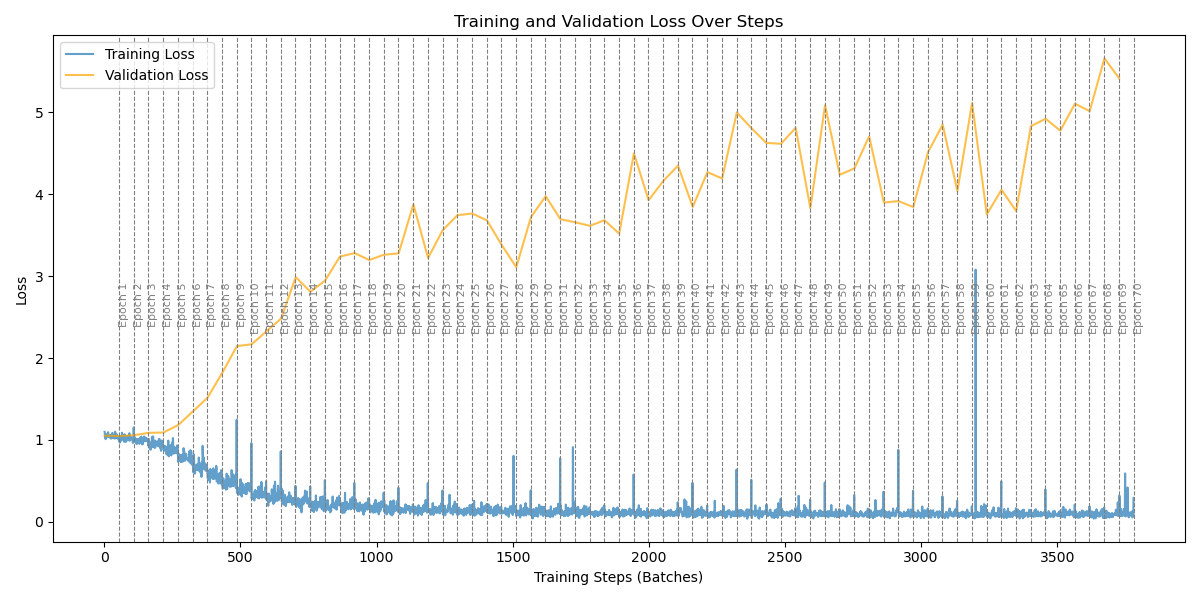 Training and Validation Loss Over Steps
Training Loss
Validation Loss
Loss
5
4
3
2
1
0
Epoch 1
Epoch 2
Epoch 3
Epoch 4
Epoch 5
Epoch 6
Epoch 7
Epoch 8
Epoch 9
Epoch 10
Epoch 11
Epoch 12
Epoch 13
Epoch 14
Epoch 15
Epoch 16
Epoch 17
Epoch 18
Epoch 19
Epoch 20
Epoch 21
Epoch 22
Epoch 23
Epoch 24
Epoch 25
Epoch 26
Epoch 27
Epoch 28
Epoch 29
Epoch 30
Epoch 31
Epoch 32
Epoch 33
Epoch 34
Epoch 35
Epoch 36
Epoch 37
Epoch 38
Epoch 39
Epoch 40
Epoch 41
Epoch 42
Epoch 43
Epoch 44
Epoch 45
Epoch 46
Epoch 47
Epoch 48
Epoch 49
Epoch 50
Epoch 51
Epoch 52
Epoch 53
Epoch 54
Epoch 55
Epoch 56
Epoch 57
Epoch 58
Epoch 59
Epoch 60
Epoch 61
Epoch 62
Epoch 63
Epoch 64
Epoch 65
Epoch 66
Epoch 67
Epoch 68
Epoch 69
Epoch 70
0
500
1000
1500
2000
2500
3000
3500
Training Steps (Batches)